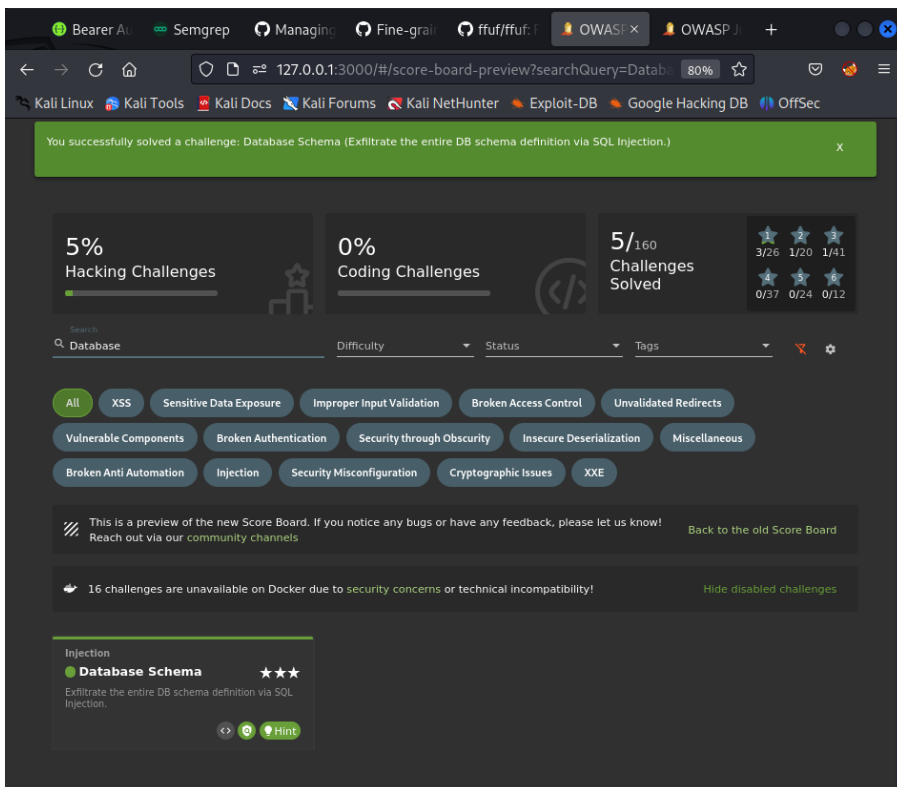 Bearer Au
Semgrep
Managing
Fine-grain
ffuf/ffuf: F
OWASP
OWASP Ju
127.0.0.1:3000/#/score-board-preview?searchQuery=Databa
80%
Kali Linux
Kali Tools
Kali Docs
Kali Forums
Kali NetHunter
Exploit-DB
Google Hacking DB
OffSec
You successfully solved a challenge: Database Schema (Exfiltrate the entire DB schema definition via SQL Injection.)
X
5%
Hacking Challenges
0%
Coding Challenges
5/160
Challenges
Solved
1 2 3
3/26 1/20 1/41
4 5 6
0/37 0/24 0/12
Search
Database
Difficulty
Status
Tags
All
XSS
Sensitive Data Exposure
Improper Input Validation
Broken Access Control
Unvalidated Redirects
Vulnerable Components
Broken Authentication
Security through Obscurity
Insecure Deserialization
Miscellaneous
Broken Anti Automation
Injection
Security Misconfiguration
Cryptographic Issues
XXE
This is a preview of the new Score Board. If you notice any bugs or have any feedback, please let us know!
Reach out via our community channels
Back to the old Score Board
16 challenges are unavailable on Docker due to security concerns or technical incompatibility!
Hide disabled challenges
Injection
Database Schema
Exfiltrate the entire DB schema definition via SQL
Injection.
<>
Hint